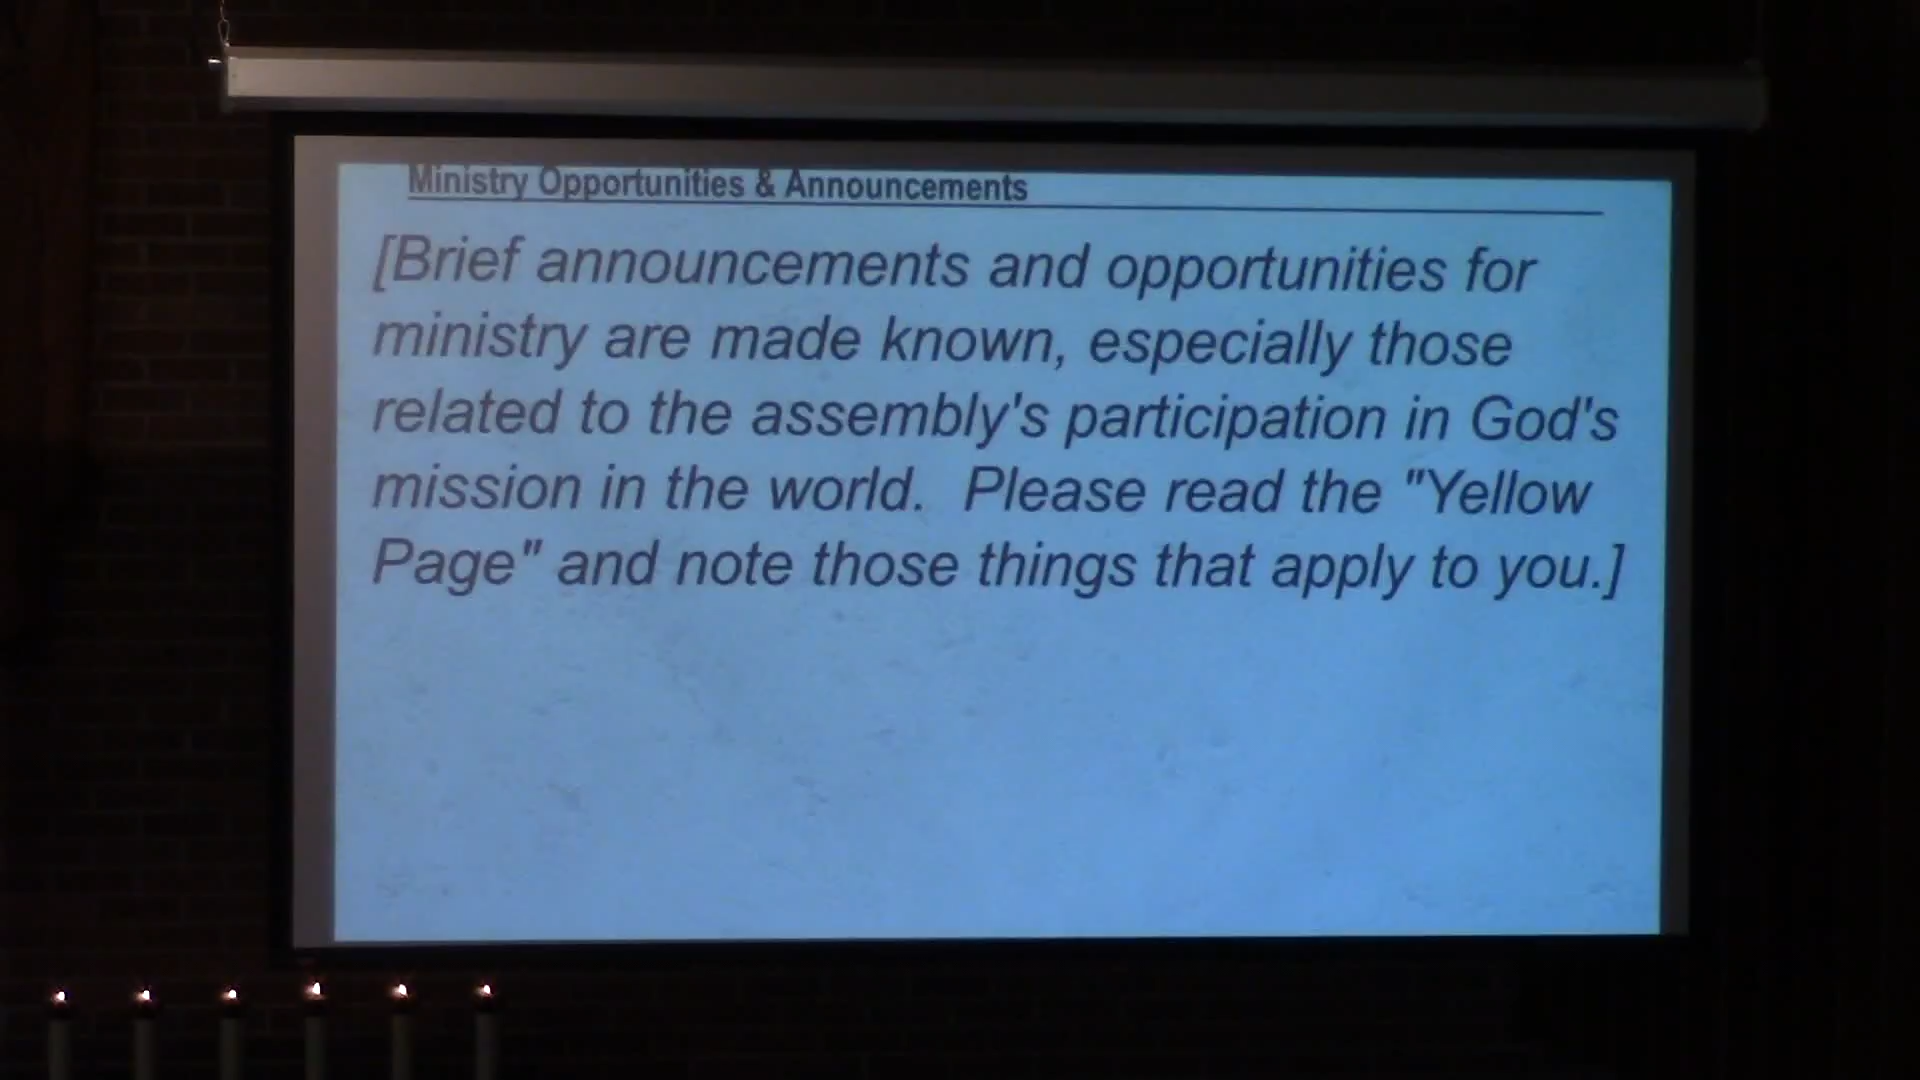 Ministry Opportunities & Announcements
[Brief announcements and opportunities for
ministry are made known, especially those
related to the assembly's participation in God's
mission in the world.  Please read the "Yellow
Page" and note those things that apply to you.]